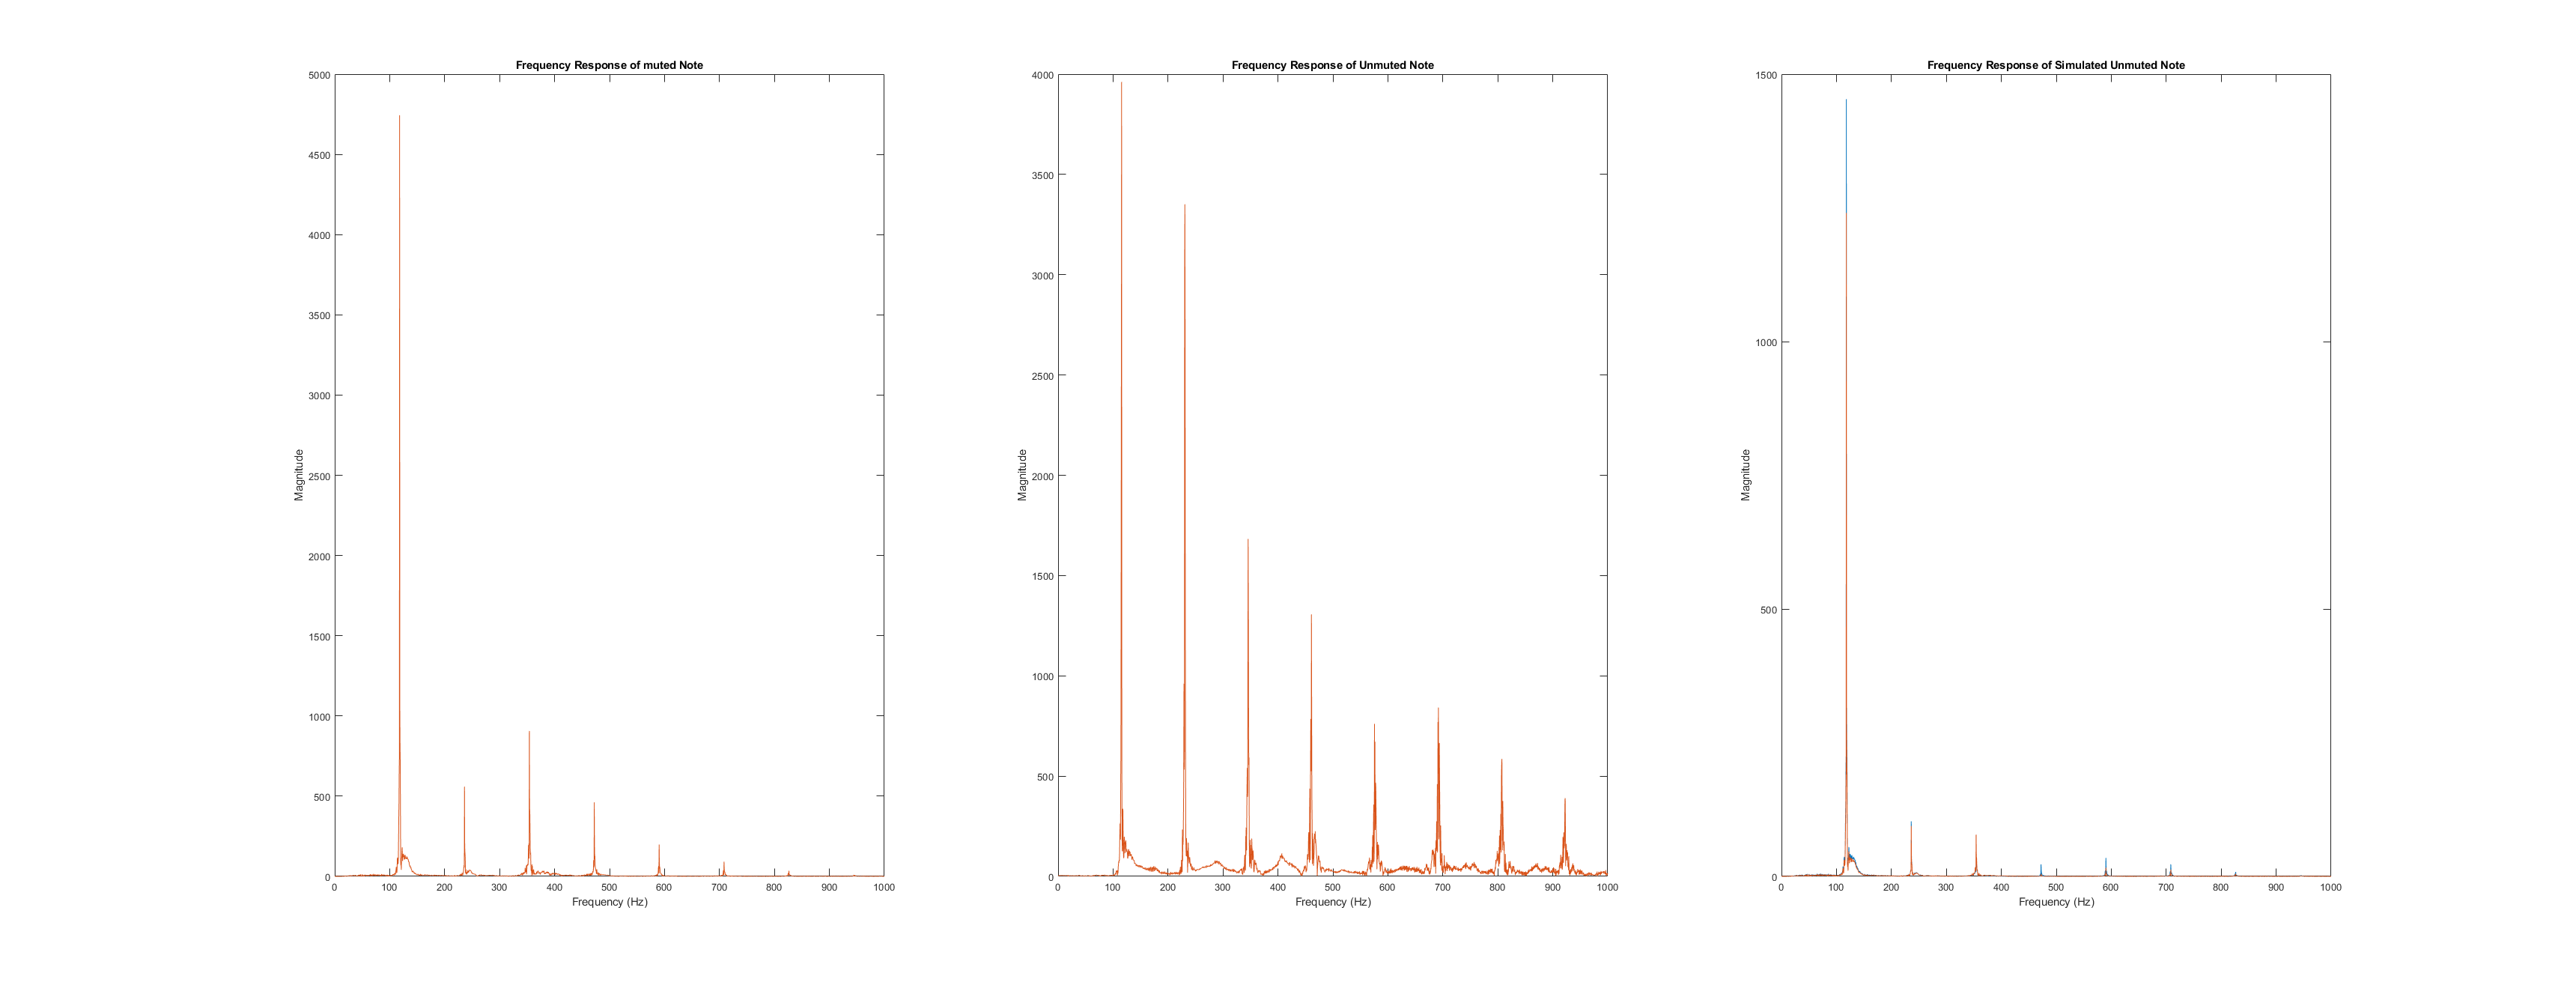 Frequency Response of muted Note
5000
4500
4000
3500
3000
2500
2000
1500
1000
500
0
Magnitude
0 100 200 300 400 500 600 700 800 900 1000
Frequency (Hz)
Frequency Response of Unmuted Note
4000
3500
3000
2500
2000
1500
1000
500
0
Magnitude
0 100 200 300 400 500 600 700 800 900 1000
Frequency (Hz)
Frequency Response of Simulated Unmuted Note
1500
1000
500
0
Magnitude
0 100 200 300 400 500 600 700 800 900 1000
Frequency (Hz)